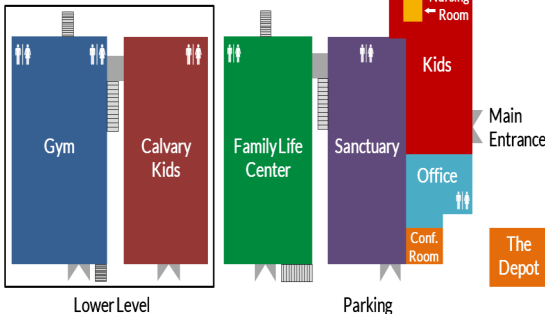 Nursing
Room
Kids
Main
Entrance
Gym
Calvary
Kids
Family Life
Center
Sanctuary
Office
Conf.
Room
The
Depot
Lower Level
Parking